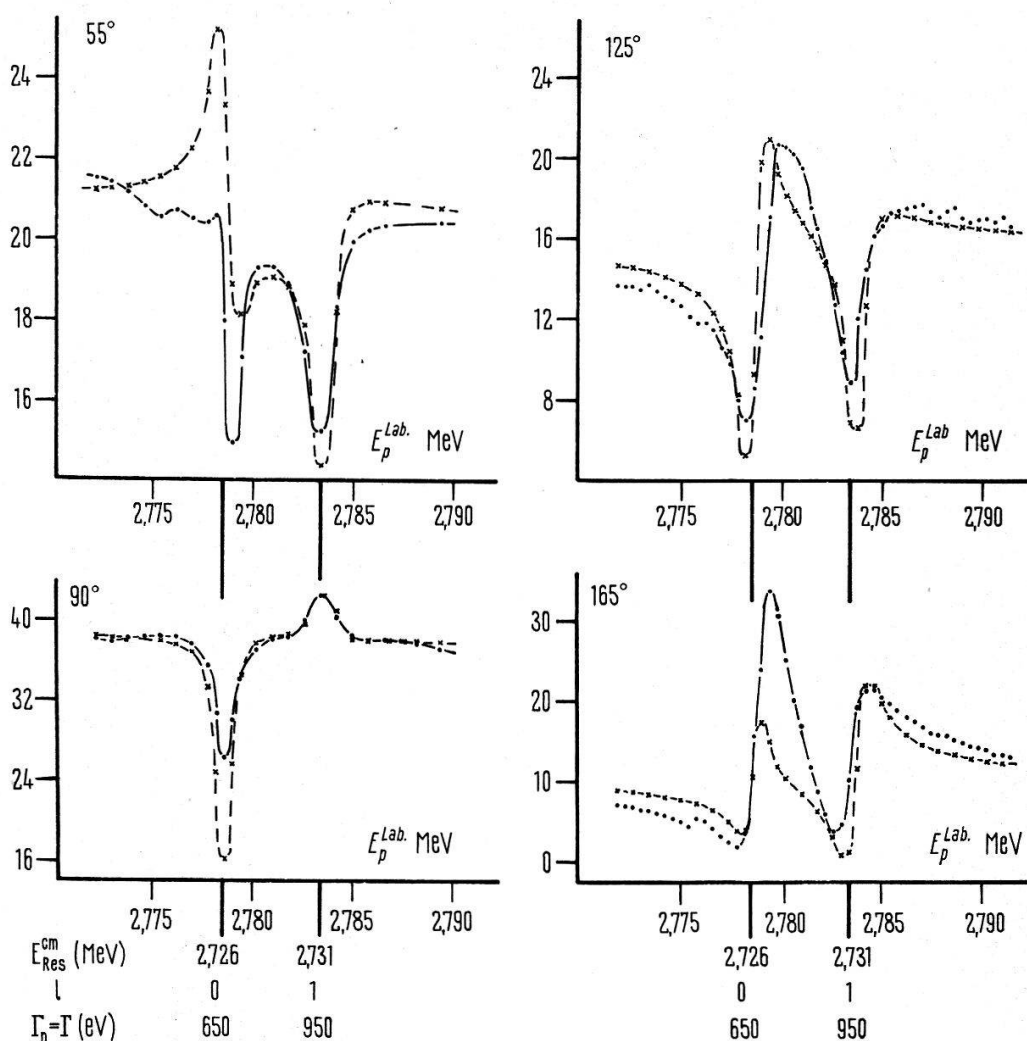 55°
24
22
20
18
16
E_p^Lab. MeV
2,775 2,780 2,785 2,790
125°
24
20
16
12
8
E_p^Lab MeV
2,775 2,780 2,785 2,790
90°
40
32
24
16
E_p^Lab. MeV
2,775 2,780 2,785 2,790
165°
30
20
10
0
E_p^Lab. MeV
2,775 2,780 2,785 2,790
E_Res^cm (MeV) 2,726 2,731 2,726 2,731
l 0 1 0 1
Γ_p=Γ (eV) 650 950 650 950